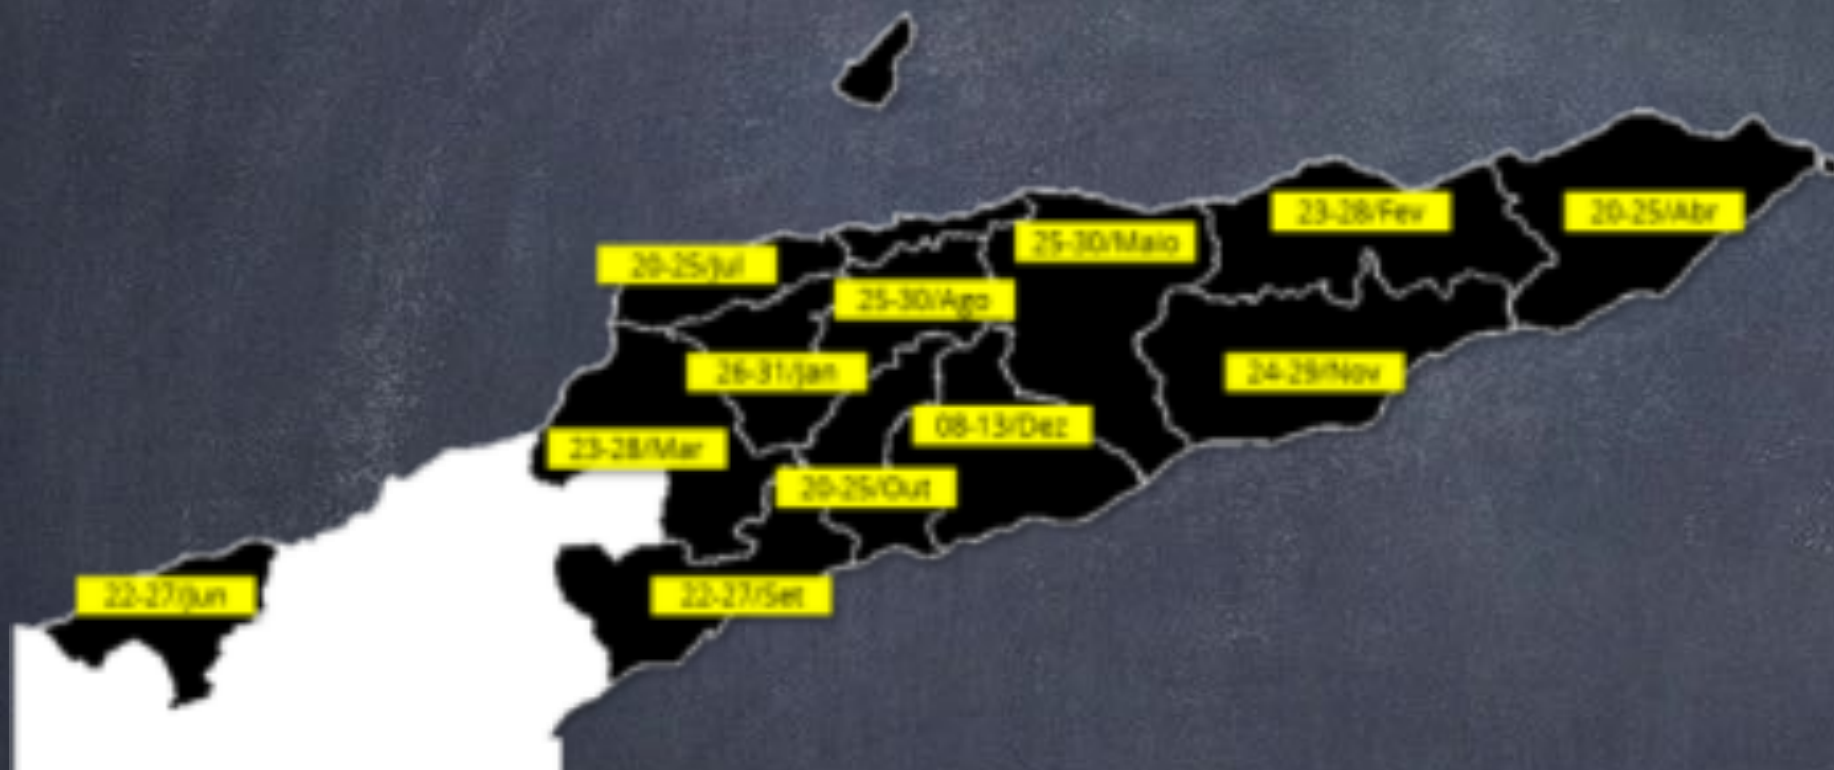 23-28/Fev
20-25/Abr
25-30/Maio
20-25/Jul
25-30/Ago
26-31/Jan
24-29/Nov
08-13/Dez
23-28/Mar
20-25/Out
22-27/Jun
22-27/Set